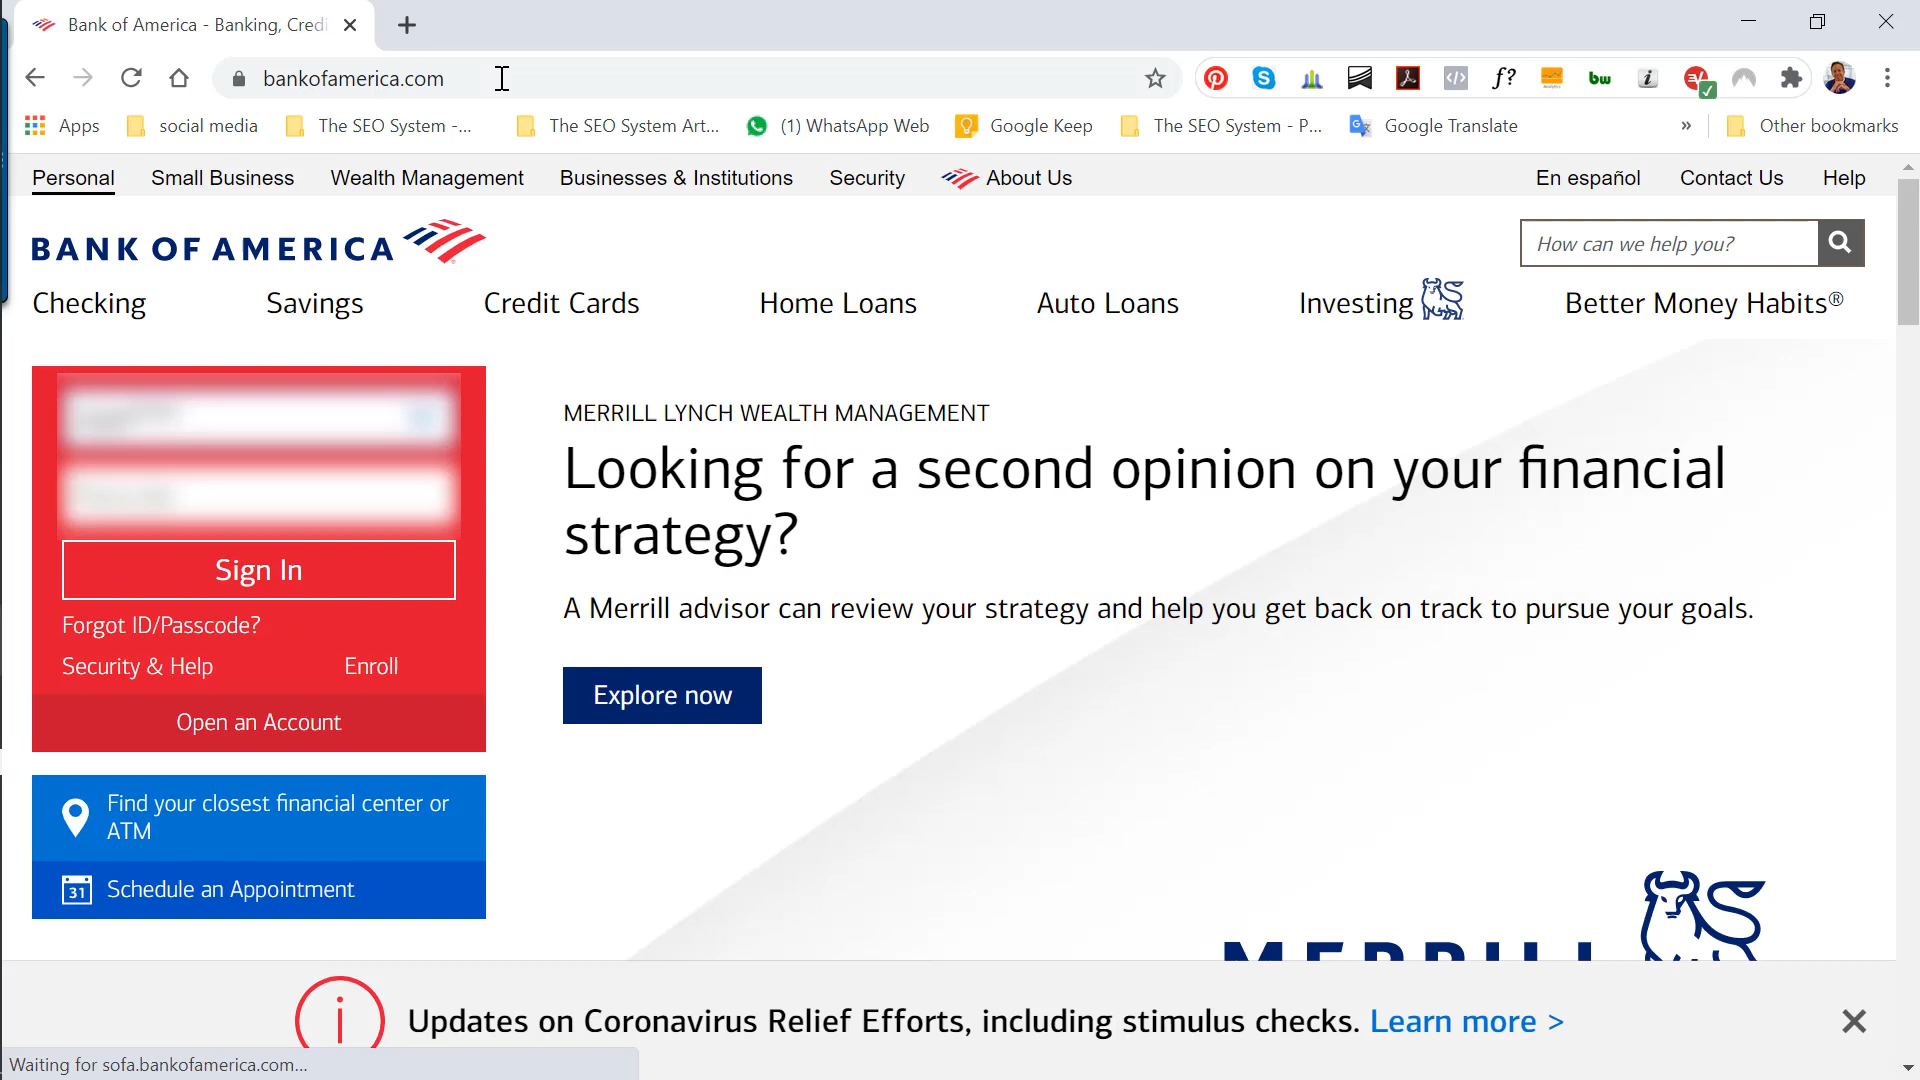 Bank of America - Banking, Credi
bankofamerica.com
f?
bw
Apps
social media
The SEO System -...
The SEO System Art...
(1) WhatsApp Web
Google Keep
The SEO System - P...
Google Translate
»
Other bookmarks
Personal
Small Business
Wealth Management
Businesses & Institutions
Security
About Us
En español
Contact Us
Help
BANK OF AMERICA
How can we help you?
Checking
Savings
Credit Cards
Home Loans
Auto Loans
Investing
Better Money Habits®
Sign In
Forgot ID/Passcode?
Security & Help
Enroll
Open an Account
Find your closest financial center or
ATM
31
Schedule an Appointment
MERRILL LYNCH WEALTH MANAGEMENT
Looking for a second opinion on your financial
strategy?
A Merrill advisor can review your strategy and help you get back on track to pursue your goals.
Explore now
MERRILL
Updates on Coronavirus Relief Efforts, including stimulus checks. Learn more >
Waiting for sofa.bankofamerica.com...